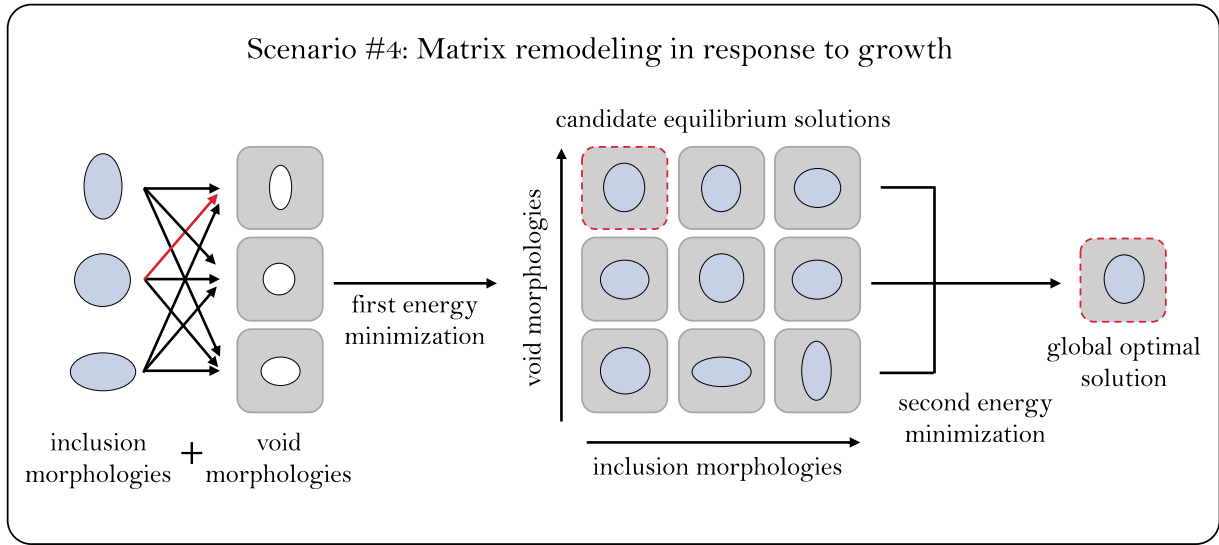 Scenario #4: Matrix remodeling in response to growth
candidate equilibrium solutions
void morphologies
first energy
minimization
inclusion
morphologies
+
void
morphologies
inclusion morphologies
second energy
minimization
global optimal
solution